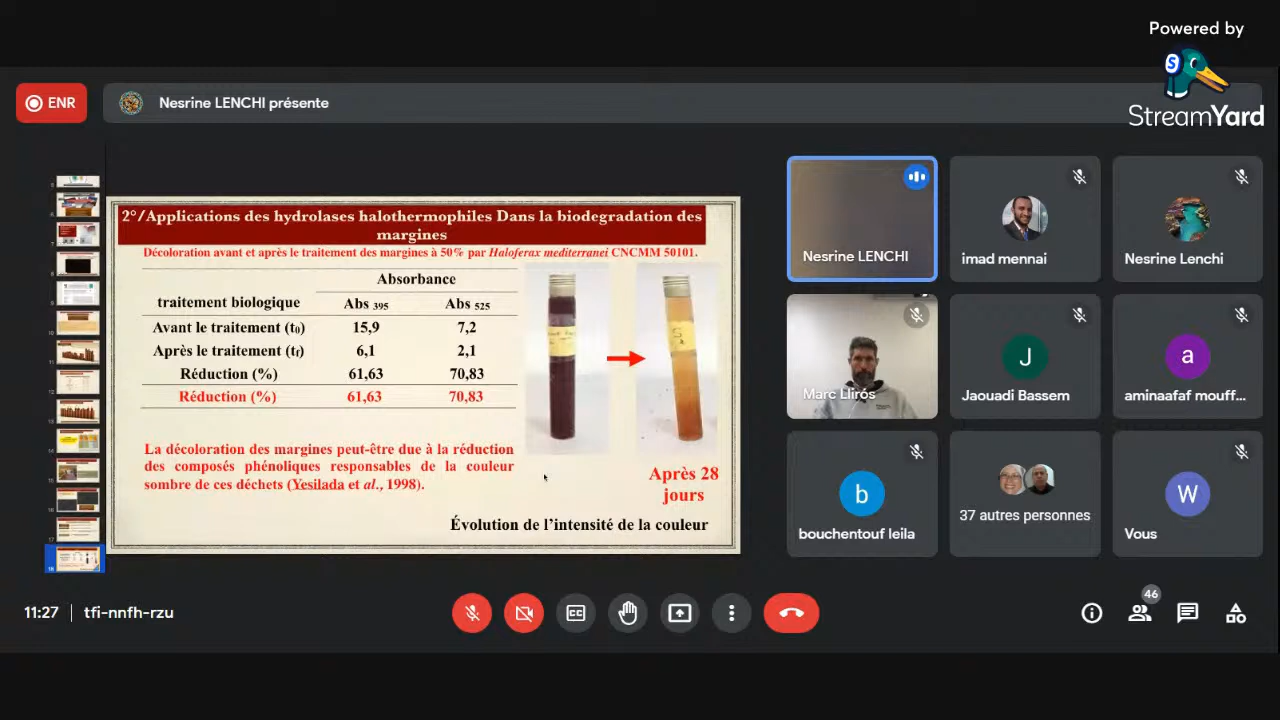 Powered by
StreamYard
ENR
Nesrine LENCHI présente
2°/Applications des hydrolases halothermophiles Dans la biodegradation des
margines
Décoloration avant et après le traitement des margines à 50% par Haloferax mediterranei CNCMM 50101.
Absorbance
traitement biologique
Abs 395
Abs 525
Avant le traitement (t0)
15,9
7,2
Après le traitement (tf)
6,1
2,1
Réduction (%)
61,63
70,83
Réduction (%)
61,63
70,83
La décoloration des margines peut-être due à la réduction
des composés phénoliques responsables de la couleur
sombre de ces déchets (Yesilada et al., 1998).
Après 28
jours
Évolution de l'intensité de la couleur
Nesrine LENCHI
imad mennai
Nesrine Lenchi
Marc Llirós
J
Jaouadi Bassem
a
aminaafaf mouff...
b
bouchentouf leila
37 autres personnes
W
Vous
11:27
tfi-nnfh-rzu
46